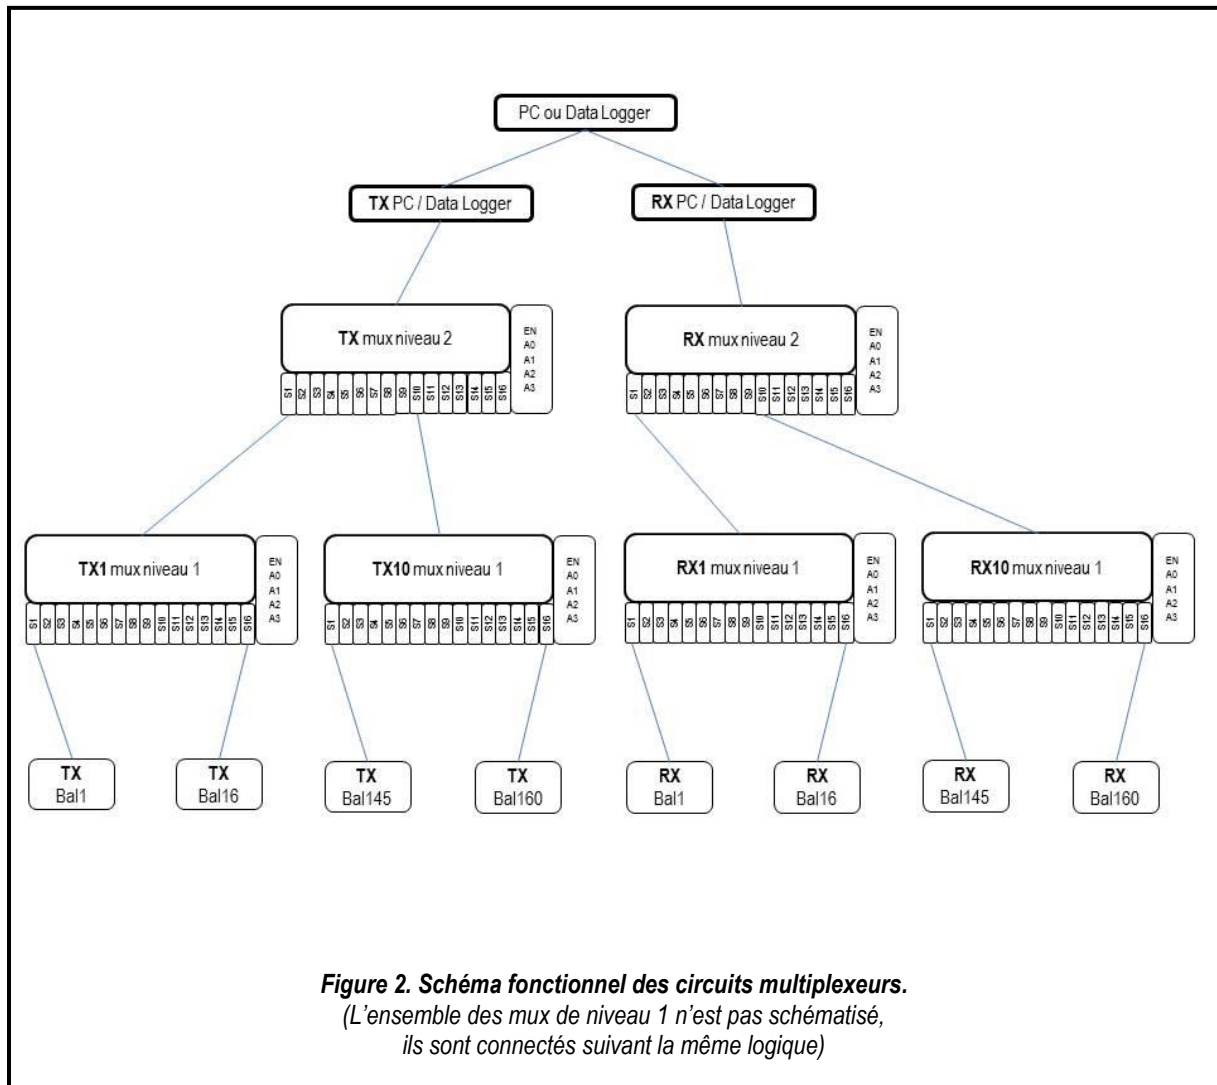 PC ou Data Logger
TX PC / Data Logger
RX PC / Data Logger
TX mux niveau 2
EN
A0
A1
A2
A3
S1 S2 S3 S4 S5 S6 S7 S8 S9 S10 S11 S12 S13 S14 S15 S16
RX mux niveau 2
EN
A0
A1
A2
A3
S1 S2 S3 S4 S5 S6 S7 S8 S9 S10 S11 S12 S13 S14 S15 S16
TX1 mux niveau 1
EN
A0
A1
A2
A3
S1 S2 S3 S4 S5 S6 S7 S8 S9 S10 S11 S12 S13 S14 S15 S16
TX10 mux niveau 1
EN
A0
A1
A2
A3
S1 S2 S3 S4 S5 S6 S7 S8 S9 S10 S11 S12 S13 S14 S15 S16
RX1 mux niveau 1
EN
A0
A1
A2
A3
S1 S2 S3 S4 S5 S6 S7 S8 S9 S10 S11 S12 S13 S14 S15 S16
RX10 mux niveau 1
EN
A0
A1
A2
A3
S1 S2 S3 S4 S5 S6 S7 S8 S9 S10 S11 S12 S13 S14 S15 S16
TX
Bal1
TX
Bal16
TX
Bal145
TX
Bal160
RX
Bal1
RX
Bal16
RX
Bal145
RX
Bal160
Figure 2. Schéma fonctionnel des circuits multiplexeurs.
(L'ensemble des mux de niveau 1 n'est pas schématisé,
ils sont connectés suivant la même logique)